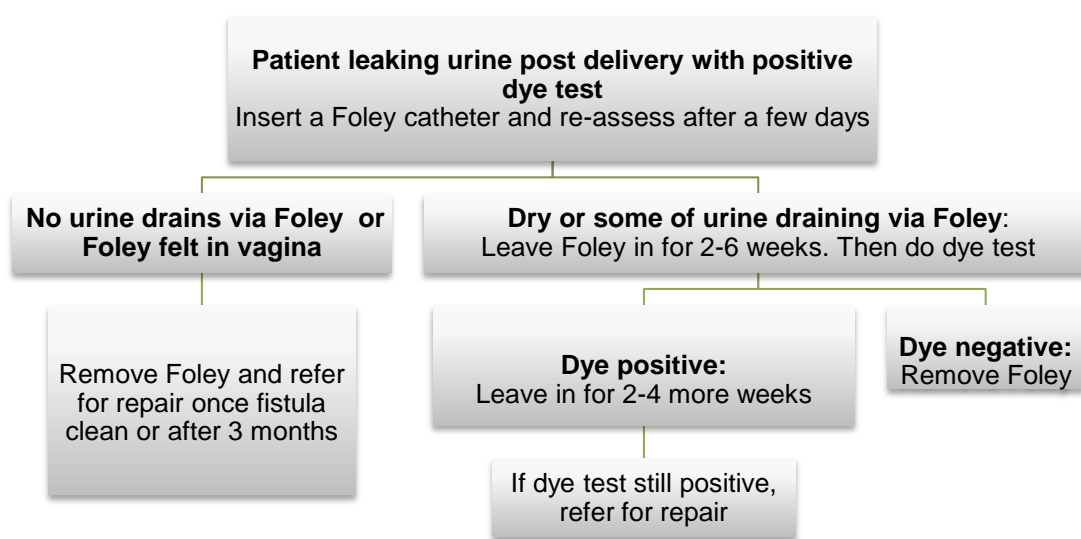 Patient leaking urine post delivery with positive
dye test
Insert a Foley catheter and re-assess after a few days
No urine drains via Foley or
Foley felt in vagina
Dry or some of urine draining via Foley:
Leave Foley in for 2-6 weeks. Then do dye test
Remove Foley and refer
for repair once fistula
clean or after 3 months
Dye positive:
Leave in for 2-4 more weeks
Dye negative:
Remove Foley
If dye test still positive,
refer for repair